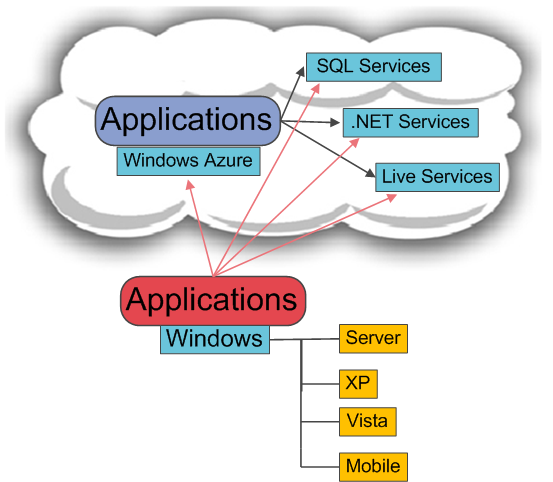 SQL Services
Applications
.NET Services
Windows Azure
Live Services
Applications
Windows
Server
XP
Vista
Mobile